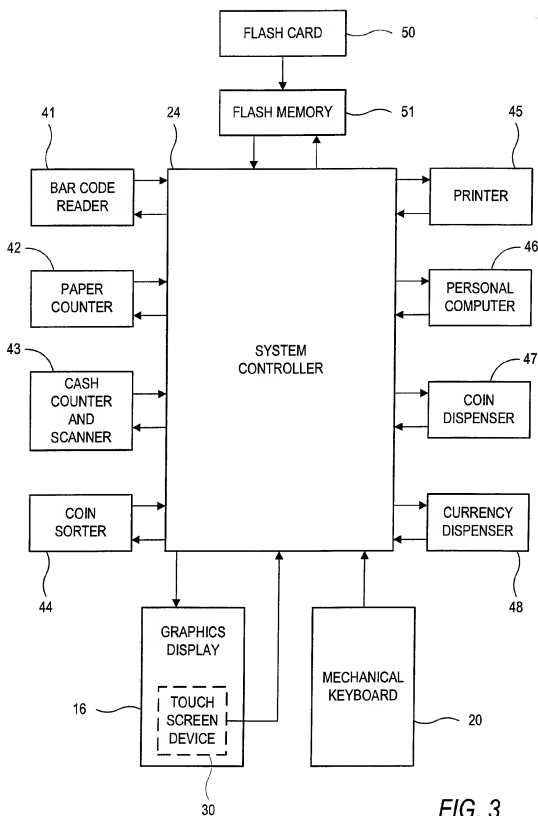 FLASH CARD
50
FLASH MEMORY
51
41
24
45
BAR CODE
READER
PRINTER
42
46
PAPER
COUNTER
PERSONAL
COMPUTER
SYSTEM
CONTROLLER
43
47
CASH
COUNTER
AND
SCANNER
COIN
DISPENSER
COIN
SORTER
CURRENCY
DISPENSER
44
48
GRAPHICS
DISPLAY
MECHANICAL
KEYBOARD
16
TOUCH
SCREEN
DEVICE
20
30
FIG. 3